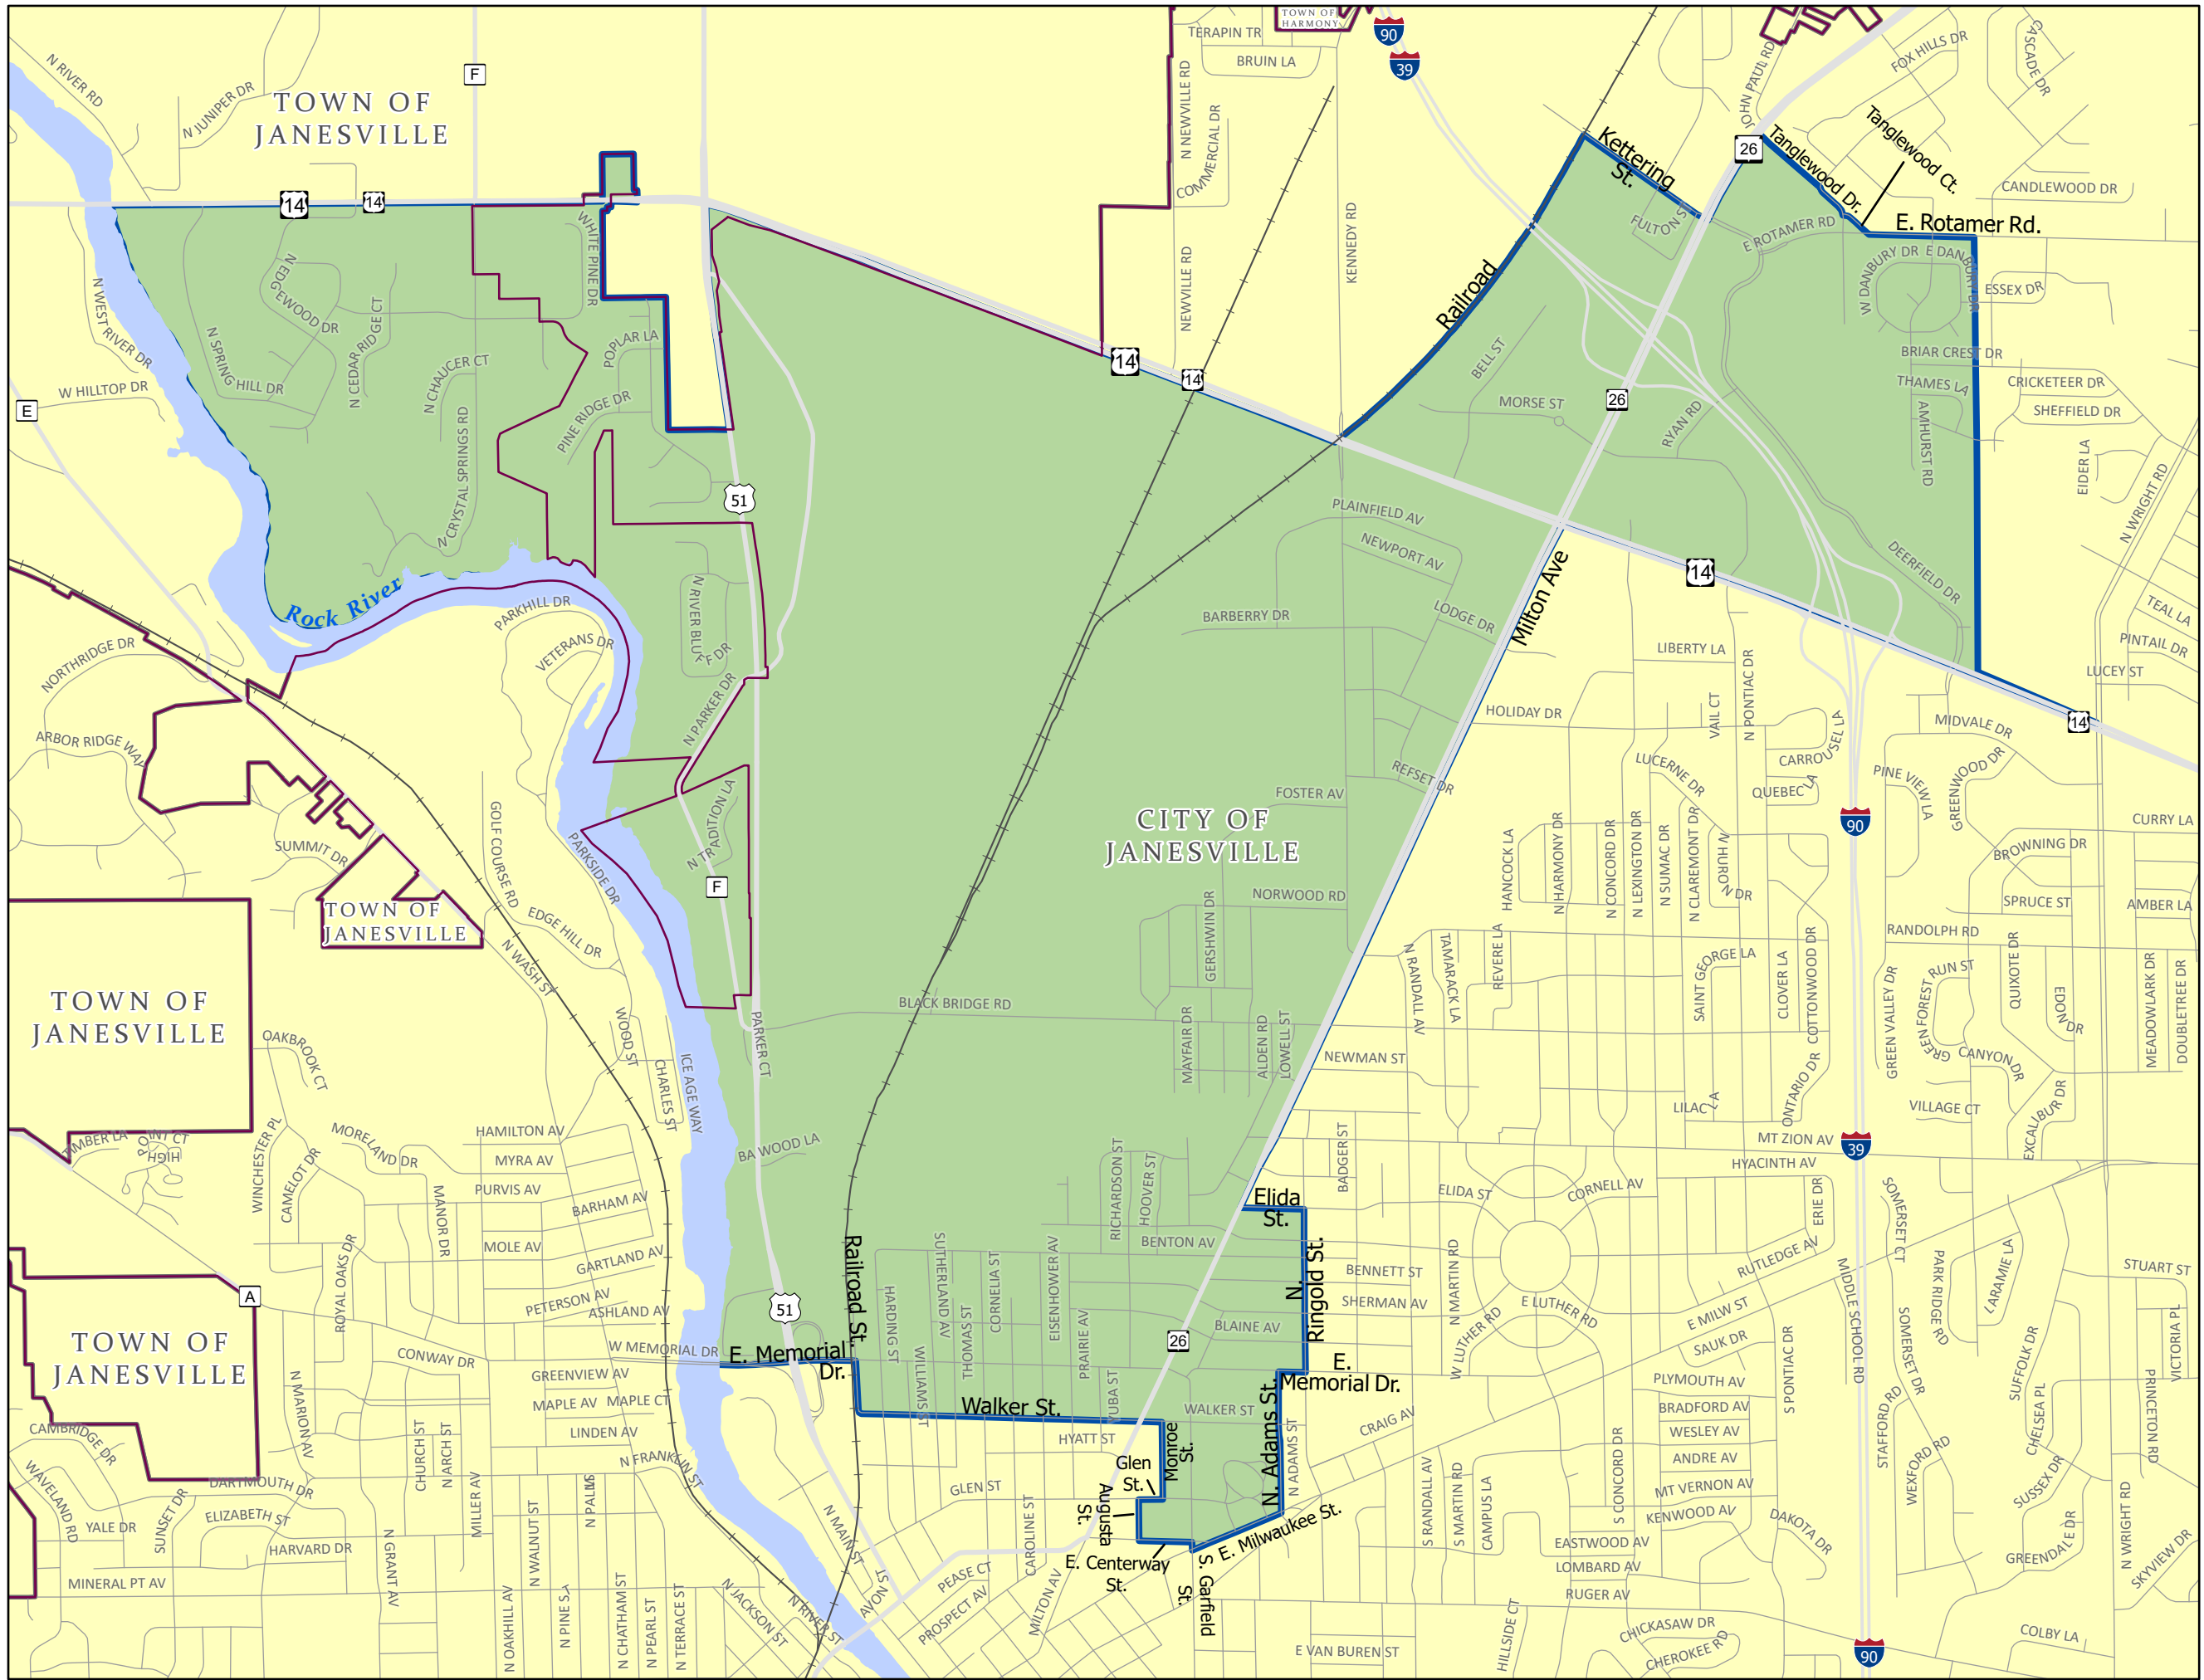 TOWN OF
HARMONY
TERAPIN TR
BRUIN LA
90
39
N RIVER RD
N JUNIPER DR
F
TOWN OF
JANESVILLE
N NEWVILLE RD
COMMERCIAL DR
JOHN PAUL RD
FOX HILLS DR
CASCADE DR
Kettering
St.
26
Tanglewood Dr.
Tanglewood Ct.
CANDLEWOOD DR
14
14
FULTON ST
E ROTAMER RD
E. Rotamer Rd.
KENNEDY RD
WHITE PINE DR
N EDGEWOOD DR
N WEST RIVER DR
N SPRING HILL DR
N CEDAR RIDGE CT
N CHAUCER CT
POPLAR LA
NEWVILLE RD
Railroad
W DANBURY DR
E DANBURY DR
ESSEX DR
14
14
BELL ST
BRIAR CREST DR
W HILLTOP DR
E
THAMES LA
CRICKETEER DR
SHEFFIELD DR
PINE RIDGE DR
MORSE ST
26
RYAN RD
AMHURST RD
EIDER LA
N WRIGHT RD
N CRYSTAL SPRINGS RD
51
PLAINFIELD AV
NEWPORT AV
14
DEERFIELD DR
Rock River
PARKHILL DR
VETERANS DR
N RIVER BLUFF DR
BARBERRY DR
LODGE DR
Milton Ave
LIBERTY LA
TEAL LA
PINTAIL DR
LUCEY ST
NORTHRIDGE DR
ARBOR RIDGE WAY
N PARKER DR
HOLIDAY DR
VAIL CT
N PONTIAC DR
CARROUSEL LA
MIDVALE DR
14
REFSET DR
LUCERNE DR
QUEBEC LA
PINE VIEW LA
GREENWOOD DR
FOSTER AV
CITY OF
JANESVILLE
90
CURRY LA
BROWNING DR
SUMMIT DR
GOLF COURSE RD
PARKSIDE DR
N TRADITION LA
F
HANCOCK LA
N HARMONY DR
N CONCORD DR
N LEXINGTON DR
N SUMAC DR
N CLAREMONT DR
W HURON DR
NORWOOD RD
GERSHWIN DR
SPRUCE ST
AMBER LA
TOWN OF
JANESVILLE
EDGE HILL DR
N WASH ST
RANDOLPH RD
N RANDALL AV
TAMARACK LA
REVERE LA
SAINT GEORGE LA
CLOVER LA
COTTONWOOD DR
GREEN VALLEY DR
GREEN FOREST RUN ST
QUIXOTE DR
EDON DR
MEADOWLARK DR
DOUBLETREE DR
TOWN OF
JANESVILLE
BLACK BRIDGE RD
PARKER CT
MAYFAIR DR
ALDEN RD
LOWELL ST
NEWMAN ST
OAKBROOK CT
WOOD ST
CHARLES ST
ICE AGE WAY
CANYON DR
LILAC LA
ONTARIO DR
VILLAGE CT
EXCALIBUR DR
TIMBER LA
HIGH POINT CT
WINCHESTER PL
CAMELOT DR
MORELAND DR
HAMILTON AV
MYRA AV
PURVIS AV
BARHAM AV
MANOR DR
MOLE AV
GARTLAND AV
BA WOOD LA
RICHARDSON ST
HOOVER ST
BADGER ST
MT ZION AV
39
HYACINTH AV
Elida
St.
ELIDA ST
CORNELL AV
ERIE DR
SOMERSET CT
BENTON AV
Railroad St.
SUTHERLAND AV
CORNELIA ST
EISENHOWER AV
N.
Ringold St.
BENNETT ST
SHERMAN AV
N MARTIN RD
RUTLEDGE AV
PARK RIDGE RD
LARAMIE LA
STUART ST
A
ROYAL OAKS DR
PETERSON AV
ASHLAND AV
51
HARDING ST
THOMAS ST
PRAIRIE AV
26
BLAINE AV
E LUTHER RD
W LUTHER RD
E MILW ST
SAUK DR
MIDDLE SCHOOL RD
SOMERSET DR
VICTORIA PL
TOWN OF
JANESVILLE
CONWAY DR
W MEMORIAL DR
E. Memorial
Dr.
E.
Memorial Dr.
GREENVIEW AV
MAPLE AV
MAPLE CT
LINDEN AV
N MARION AV
WILLIAMS ST
Walker St.
YUBA ST
WALKER ST
HYATT ST
Monroe
St.
N. Adams St.
N ADAMS ST
CRAIG AV
PLYMOUTH AV
BRADFORD AV
WESLEY AV
ANDRE AV
MT VERNON AV
KENWOOD AV
S PONTIAC DR
STAFFORD RD
WEXFORD RD
SUFFOLK DR
CHELSEA PL
SUSSEX DR
PRINCETON RD
CAMBRIDGE DR
WAVELAND RD
DARTMOUTH DR
CHURCH ST
N ARCH ST
N FRANKLIN ST
Glen
St.
GLEN ST
Augusta
St.
YALE DR
SUNSET DR
ELIZABETH ST
HARVARD DR
MINERAL PT AV
N GRANT AV
MILLER AV
N WALNUT ST
N PALM ST
N MAIN ST
CAROLINE ST
E. Centerway
St.
E. Milwaukee St.
S. Garfield
St.
S RANDALL AV
S MARTIN RD
CAMPUS LA
S CONCORD DR
EASTWOOD AV
LOMBARD AV
RUGER AV
DAKOTA DR
GREENDALE DR
N WRIGHT RD
SKYVIEW DR
N OAKHILL AV
N PINE ST
N CHATHAM ST
N PEARL ST
N TERRACE ST
N JACKSON ST
N RIVER ST
AVON ST
PEASE CT
PROSPECT AV
MILTON AV
E VAN BUREN ST
HILLSIDE CT
CHICKASAW DR
CHEROKEE RD
90
COLBY LA